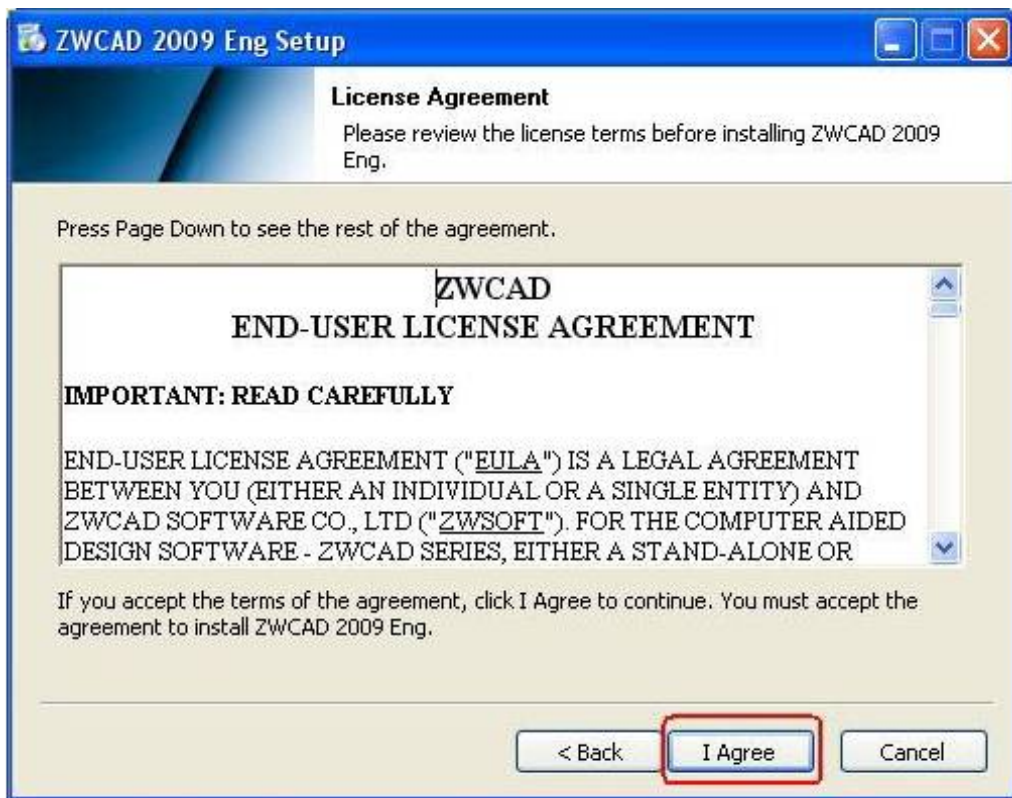 ZWCAD 2009 Eng Setup
License Agreement
Please review the license terms before installing ZWCAD 2009
Eng.
Press Page Down to see the rest of the agreement.
ZWCAD
END-USER LICENSE AGREEMENT
IMPORTANT: READ CAREFULLY
END-USER LICENSE AGREEMENT ("EULA") IS A LEGAL AGREEMENT
BETWEEN YOU (EITHER AN INDIVIDUAL OR A SINGLE ENTITY) AND
ZWCAD SOFTWARE CO., LTD ("ZWSOFT"). FOR THE COMPUTER AIDED
DESIGN SOFTWARE - ZWCAD SERIES, EITHER A STAND-ALONE OR
If you accept the terms of the agreement, click I Agree to continue. You must accept the
agreement to install ZWCAD 2009 Eng.
< Back I Agree Cancel